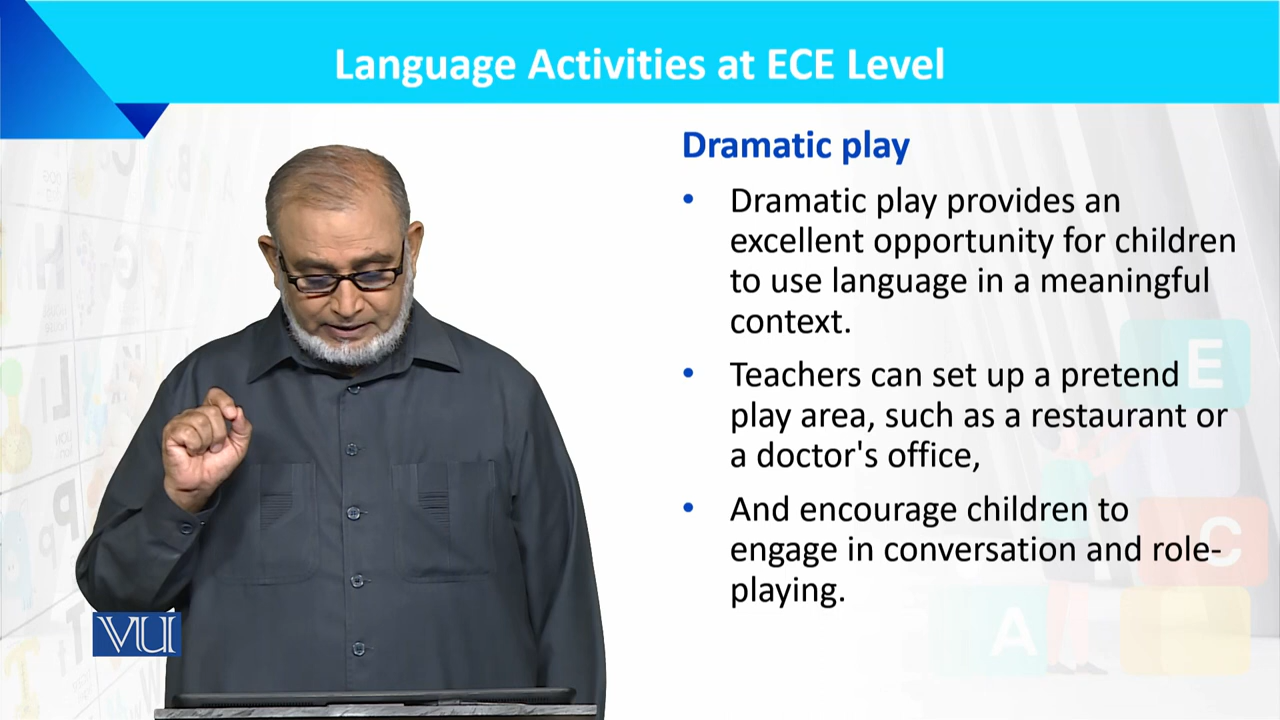 Language Activities at ECE Level
Dramatic play
• Dramatic play provides an
excellent opportunity for children
to use language in a meaningful
context.
• Teachers can set up a pretend
play area, such as a restaurant or
a doctor's office,
• And encourage children to
engage in conversation and role-
playing.
VU
E
C
A